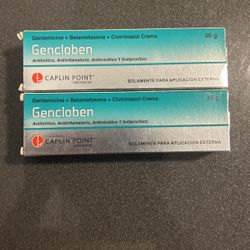 Gentamicina + Betametasona + Clotrimazol Crema 30 g
Gencloben
Antibiótico, Antiinflamatorio, Antimicótico Y Antiprurítico
CAPLIN POINT
SOLAMENTE PARA APLICACIÓN EXTERNA
Gentamicina + Betametasona + Clotrimazol Crema 30 g
Gencloben
Antibiótico, Antiinflamatorio, Antimicótico Y Antiprurítico
CAPLIN POINT
SOLAMENTE PARA APLICACIÓN EXTERNA